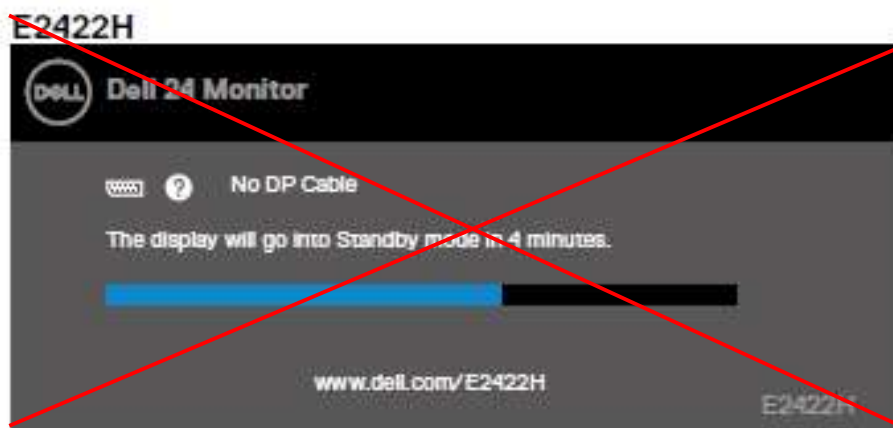 E2422H
DELL Dell 24 Monitor
? No DP Cable
The display will go into Standby mode in 4 minutes.
www.dell.com/E2422H
E2422H